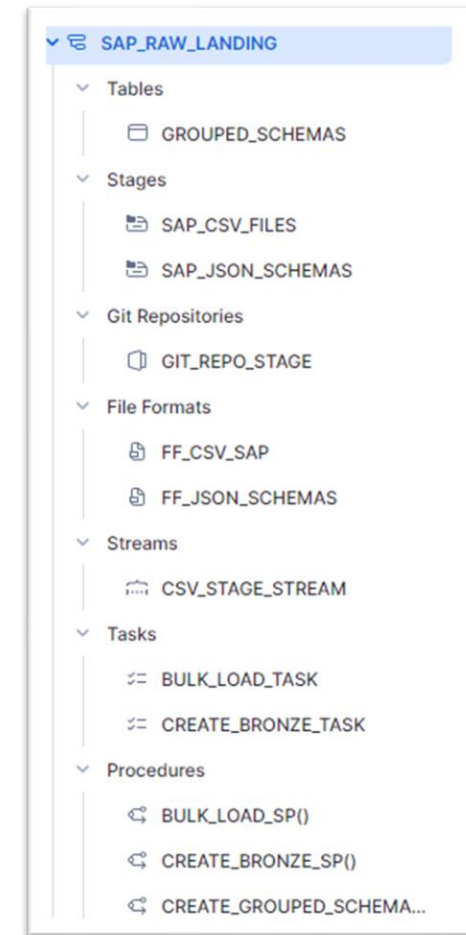 SAP_RAW_LANDING
Tables
GROUPED_SCHEMAS
Stages
SAP_CSV_FILES
SAP_JSON_SCHEMAS
Git Repositories
GIT_REPO_STAGE
File Formats
FF_CSV_SAP
FF_JSON_SCHEMAS
Streams
CSV_STAGE_STREAM
Tasks
BULK_LOAD_TASK
CREATE_BRONZE_TASK
Procedures
BULK_LOAD_SP()
CREATE_BRONZE_SP()
CREATE_GROUPED_SCHEMA...